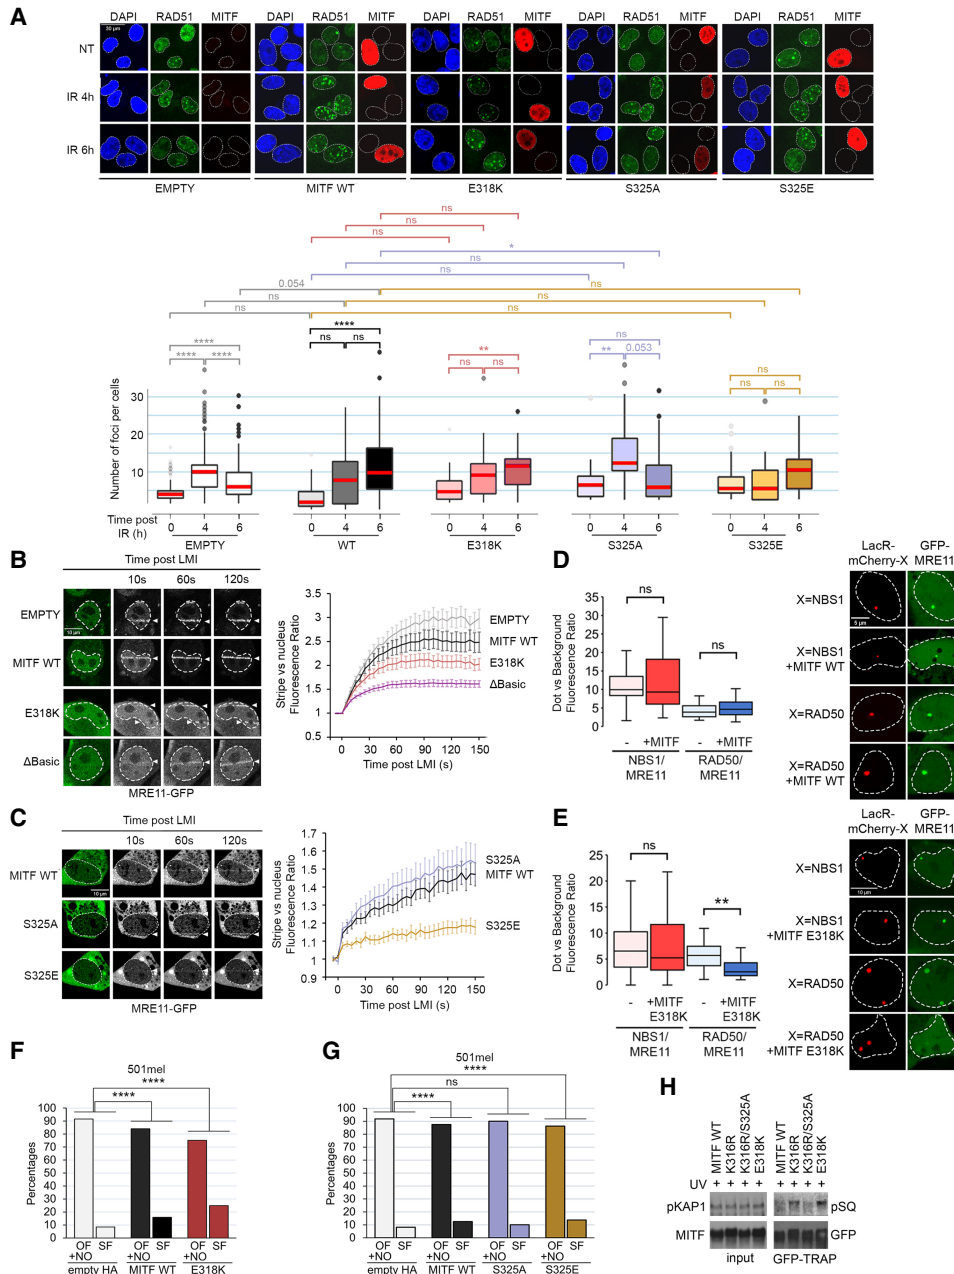 A
DAPI RAD51 MITF DAPI RAD51 MITF DAPI RAD51 MITF DAPI RAD51 MITF DAPI RAD51 MITF
30 µm
NT
IR 4h
IR 6h
EMPTY MITF WT E318K S325A S325E
ns
ns
ns
*
ns
ns
0.054 ns
ns ns
ns ns
****
**** ns ** ns
**** **** ns ns ns ns ** 0.053 ns ns
Number of foci per cells
30
20
10
Time post IR (h)
0 4 6 0 4 6 0 4 6 0 4 6 0 4 6
EMPTY WT E318K S325A S325E
B
Time post LMI
10s 60s 120s
EMPTY
10 µm
MITF WT
E318K
ΔBasic
MRE11-GFP
Stripe vs nucleus
Fluorescence Ratio
3.5
3
2.5
2
1.5
1
0.5
EMPTY
MITF WT
E318K
ΔBasic
0 30 60 90 120 150
Time post LMI (s)
C
Time post LMI
10s 60s 120s
MITF WT
10 µm
S325A
S325E
MRE11-GFP
Stripe vs nucleus
Fluorescence Ratio
1.7
1.6
1.5
1.4
1.3
1.2
1.1
1
0.9
S325A
MITF WT
S325E
0 30 60 90 120 150
Time post LMI (s)
D
Dot vs Background
Fluorescence Ratio
35
30
25
20
15
10
5
0
ns
ns
- +MITF - +MITF
NBS1/ RAD50/
MRE11 MRE11
LacR- GFP-
mCherry-X MRE11
X=NBS1
5 µm
X=NBS1
+MITF WT
X=RAD50
X=RAD50
+MITF WT
E
Dot vs Background
Fluorescence Ratio
25
20
15
10
5
0
ns
**
- +MITF - +MITF
E318K E318K
NBS1/ RAD50/
MRE11 MRE11
LacR- GFP-
mCherry-X MRE11
X=NBS1
10 µm
X=NBS1
+MITF E318K
X=RAD50
X=RAD50
+MITF E318K
F
501mel
****
****
Percentages
100
90
80
70
60
50
40
30
20
10
0
OF SF OF SF OF SF
+NO +NO +NO
empty HA MITF WT E318K
G
501mel
****
ns
****
Percentages
100
90
80
70
60
50
40
30
20
10
0
OF SF OF SF OF SF OF SF
+NO +NO +NO +NO
empty HA MITF WT S325A S325E
H
MITF WT K316R K316R/S325A E318K MITF WT K316R K316R/S325A E318K
UV + + + + + + + +
pKAP1 pSQ
MITF GFP
input GFP-TRAP